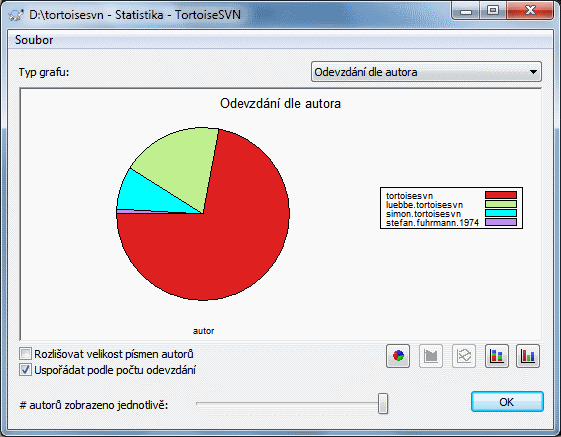 D:\tortoisesvn - Statistika - TortoiseSVN
Soubor
Typ grafu:
Odevzdání dle autora
Odevzdání dle autora
tortoisesvn
luebbe.tortoisesvn
simon.tortoisesvn
stefan.fuhrmann.1974
autor
Rozlišovat velikost písmen autorů
Uspořádat podle počtu odevzdání
# autorů zobrazeno jednotlivě:
OK